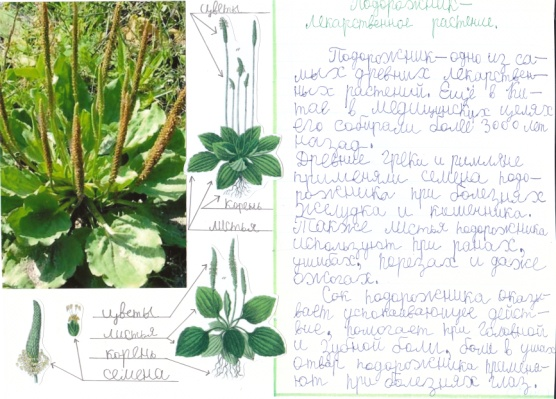 цветы
корень
листья
цветы
листья
корень
семена
Подорожник-
лекарственное растение.
Подорожник-одно из са-
мых древних лекарствен-
ных растений. Ещё в Ки-
тае в медицинских целях
его собирали более 3000 лет
назад.
Древние греки и римляне
применяли семена подо-
рожника при болезнях
желудка и кишечника.
Также листья подорожника
используют при ранах,
ушибах, порезах и даже
ожогах.
Сок подорожника оказы-
вает успокаивающее дейст-
вие, помогает при головной
и зубной боли, боли в ушах,
отвар подорожника применя-
ют при болезнях глаз.